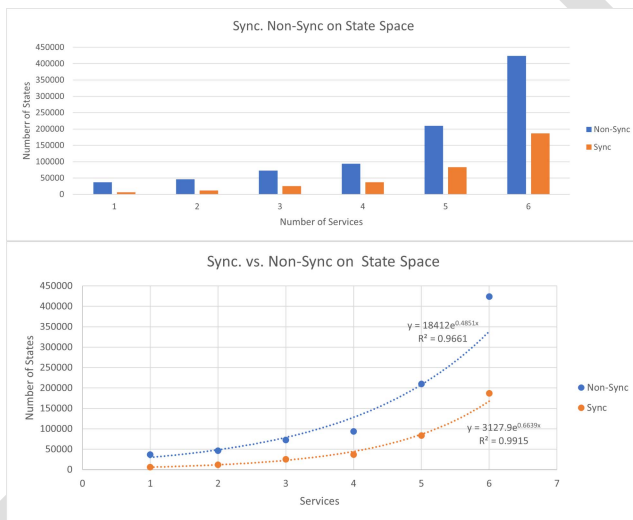 Sync. Non-Sync on State Space
450000
400000
350000
300000
250000
200000
150000
100000
50000
0
Numberr of States
1 2 3 4 5 6
Number of Services
Non-Sync
Sync
Sync. vs. Non-Sync on State Space
450000
400000
350000
300000
250000
200000
150000
100000
50000
0
Number of States
y = 18412e^0.4851x
R² = 0.9661
y = 3127.9e^0.6639x
R² = 0.9915
0 1 2 3 4 5 6 7
Services
Non-Sync
Sync